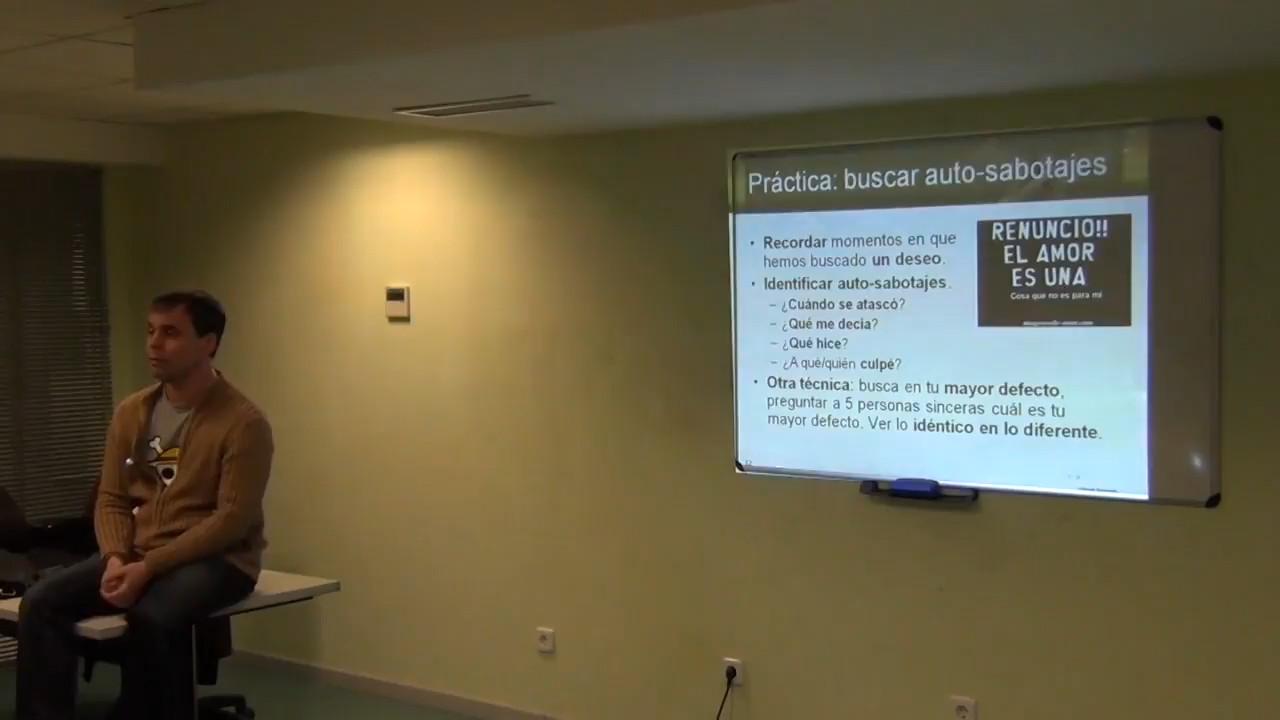 Práctica: buscar auto-sabotajes
• Recordar momentos en que
hemos buscado un deseo.
• Identificar auto-sabotajes.
– ¿Cuándo se atascó?
– ¿Qué me decia?
– ¿Qué hice?
– ¿A qué/quién culpé?
• Otra técnica: busca en tu mayor defecto,
preguntar a 5 personas sinceras cuál es tu
mayor defecto. Ver lo idéntico en lo diferente.
RENUNCIO!!
EL AMOR
ES UNA
Cosa que no es para mi